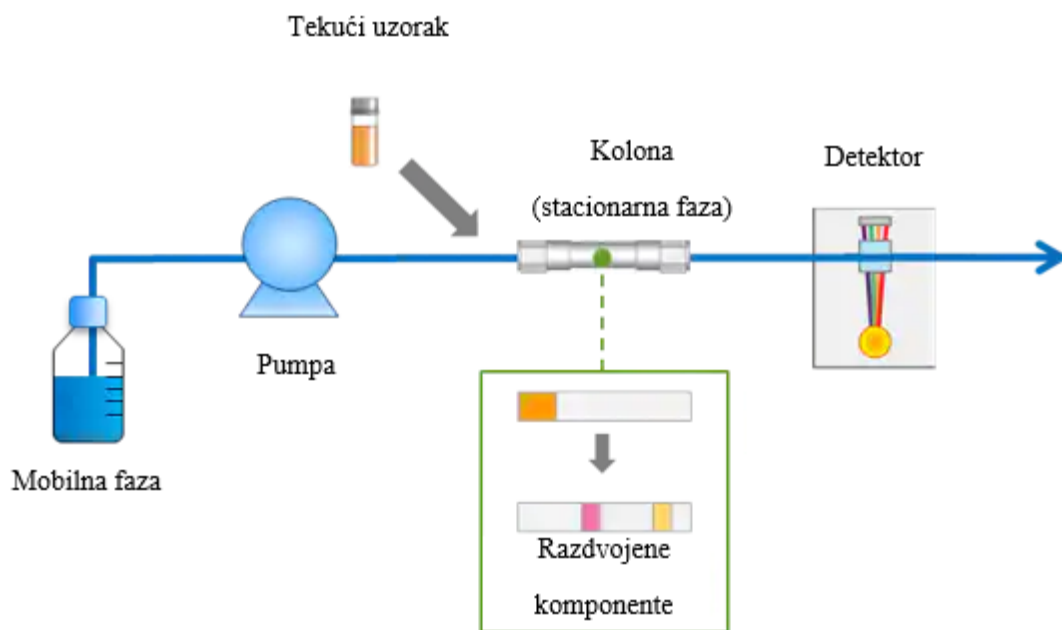 Tekući uzorak
Kolona
(stacionarna faza)
Detektor
Pumpa
Mobilna faza
Razdvojene
komponente